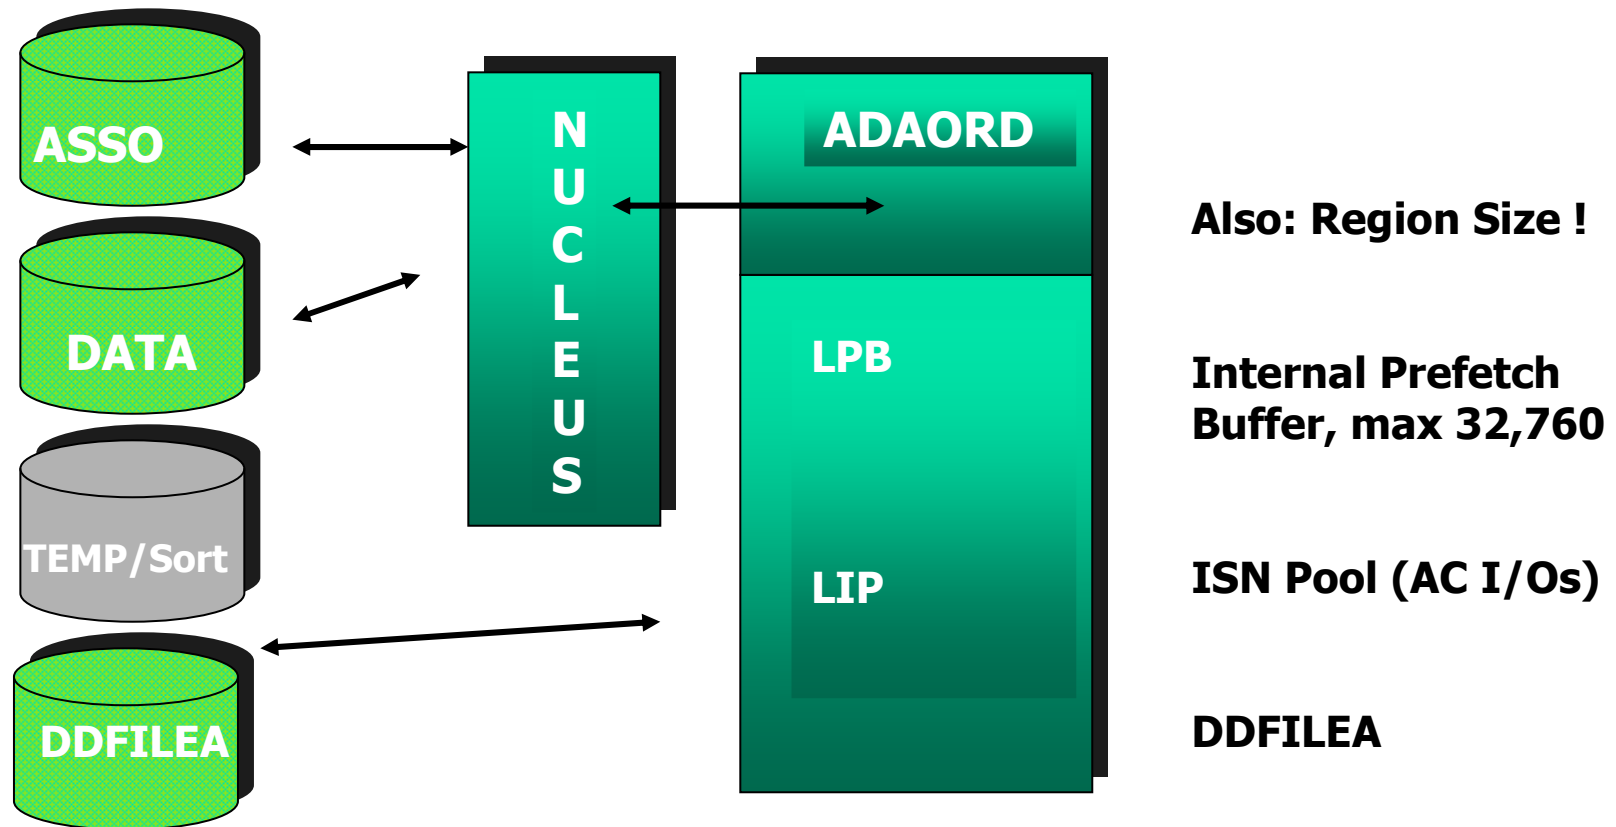 ASSO
DATA
TEMP/Sort
DDFILEA
NUCLEUS
ADAORD
LPB
LIP
Also: Region Size !
Internal Prefetch
Buffer, max 32,760
ISN Pool (AC I/Os)
DDFILEA